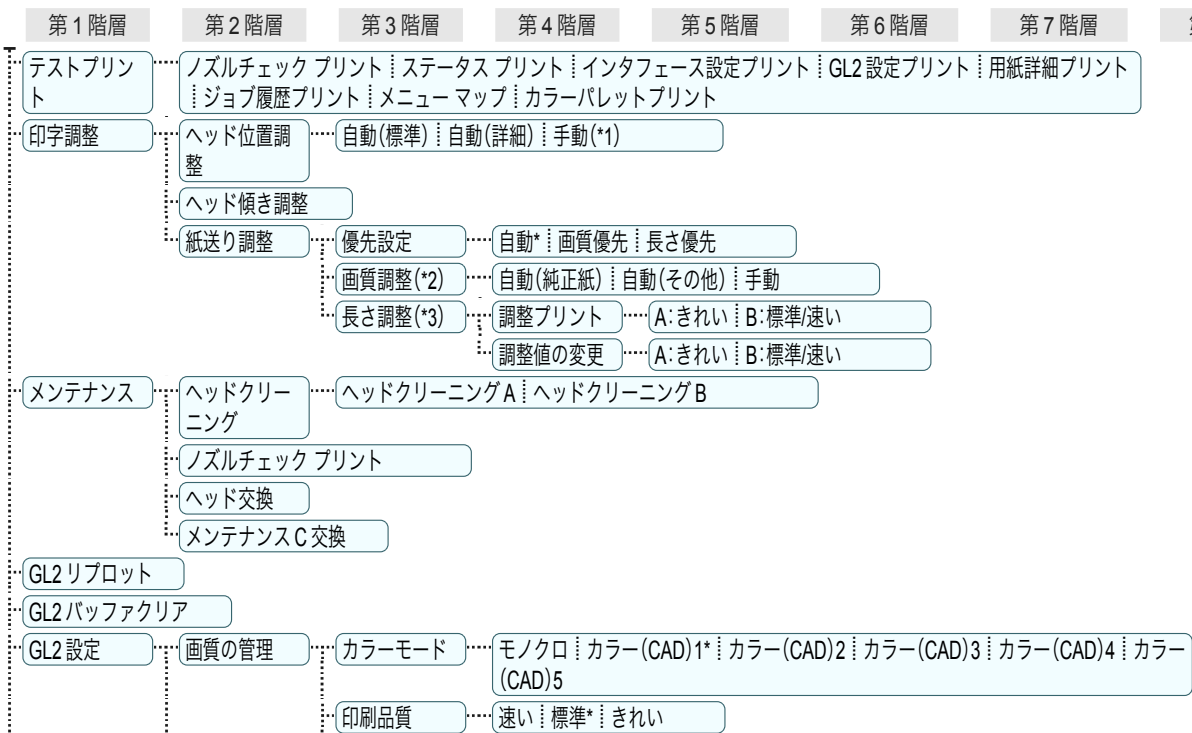 第1階層 第2階層 第3階層 第4階層 第5階層 第6階層 第7階層
テストプリン ノズルチェック プリント ┊ ステータス プリント ┊ インタフェース設定プリント ┊ GL2 設定プリント ┊ 用紙詳細プリント
ト ┊ ジョブ履歴プリント ┊ メニュー マップ ┊ カラーパレットプリント
印字調整 ヘッド位置調 自動(標準) ┊ 自動(詳細) ┊ 手動(*1)
整
ヘッド傾き調整
紙送り調整 優先設定 自動* ┊ 画質優先 ┊ 長さ優先
画質調整(*2) 自動(純正紙) ┊ 自動(その他) ┊ 手動
長さ調整(*3) 調整プリント A:きれい ┊ B:標準/速い
調整値の変更 A:きれい ┊ B:標準/速い
メンテナンス ヘッドクリー ヘッドクリーニング A ┊ ヘッドクリーニング B
ニング
ノズルチェック プリント
ヘッド交換
メンテナンス C 交換
GL2 リプロット
GL2 バッファクリア
GL2 設定 画質の管理 カラーモード モノクロ ┊ カラー(CAD)1* ┊ カラー(CAD)2 ┊ カラー(CAD)3 ┊ カラー(CAD)4 ┊ カラー
(CAD)5
印刷品質 速い ┊ 標準* ┊ きれい